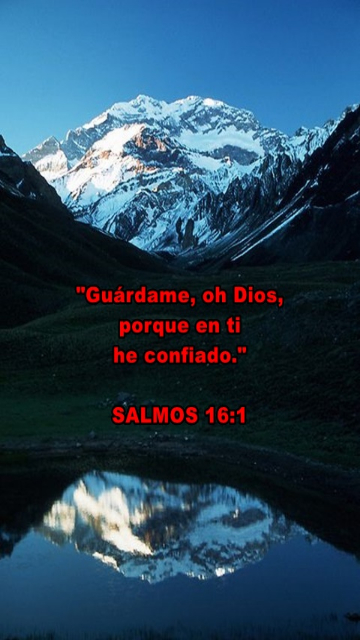 "Guárdame, oh Dios,
porque en ti
he confiado."
SALMOS 16:1